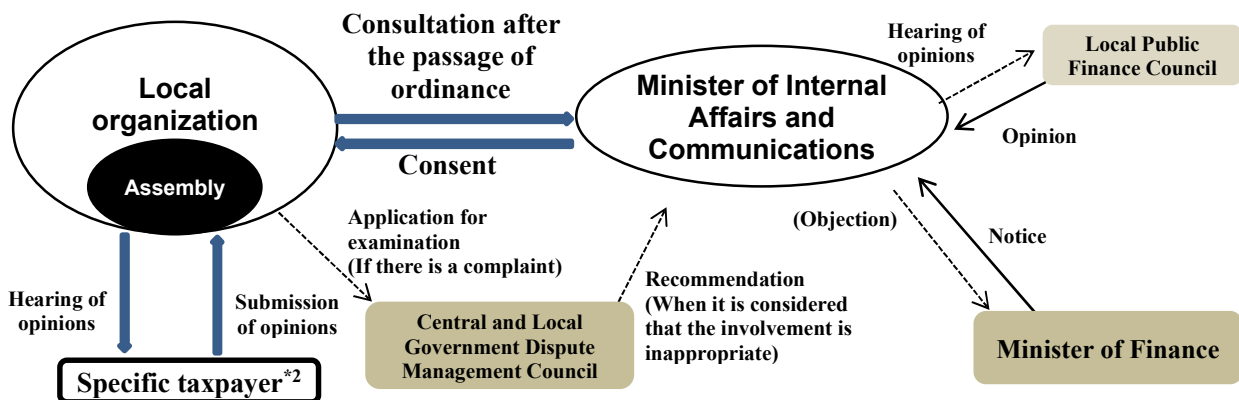 Consultation after
the passage of
ordinance
Local
organization
Assembly
Minister of Internal
Affairs and
Communications
Hearing of
opinions
Local Public
Finance Council
Opinion
Consent
Application for
examination
(If there is a complaint)
(Objection)
Notice
Hearing of
opinions
Submission
of opinions
Recommendation
(When it is considered
that the involvement is
inappropriate)
Central and Local
Government Dispute
Management Council
Minister of Finance
Specific taxpayer*2